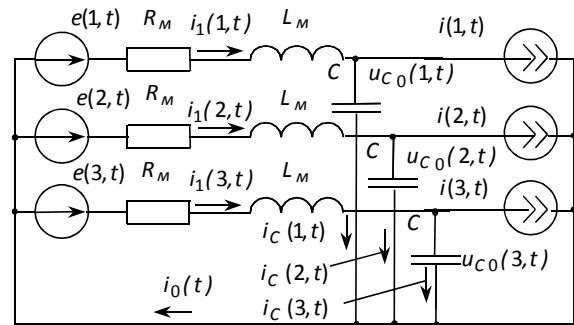 e(1,t) R_M i_1(1,t) L_M i(1,t)
C u_C0(1,t)
e(2,t) R_M i_1(2,t) L_M i(2,t)
C u_C0(2,t)
e(3,t) R_M i_1(3,t) L_M i(3,t)
i_C(1,t) C
i_C(2,t) u_C0(3,t)
i_0(t) i_C(3,t)